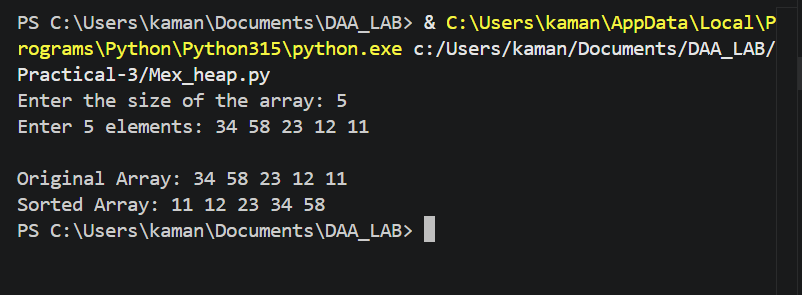 PS C:\Users\kaman\Documents\DAA_LAB> & C:\Users\kaman\AppData\Local\P
rograms\Python\Python315\python.exe c:/Users/kaman/Documents/DAA_LAB/
Practical-3/Mex_heap.py
Enter the size of the array: 5
Enter 5 elements: 34 58 23 12 11
Original Array: 34 58 23 12 11
Sorted Array: 11 12 23 34 58
PS C:\Users\kaman\Documents\DAA_LAB>